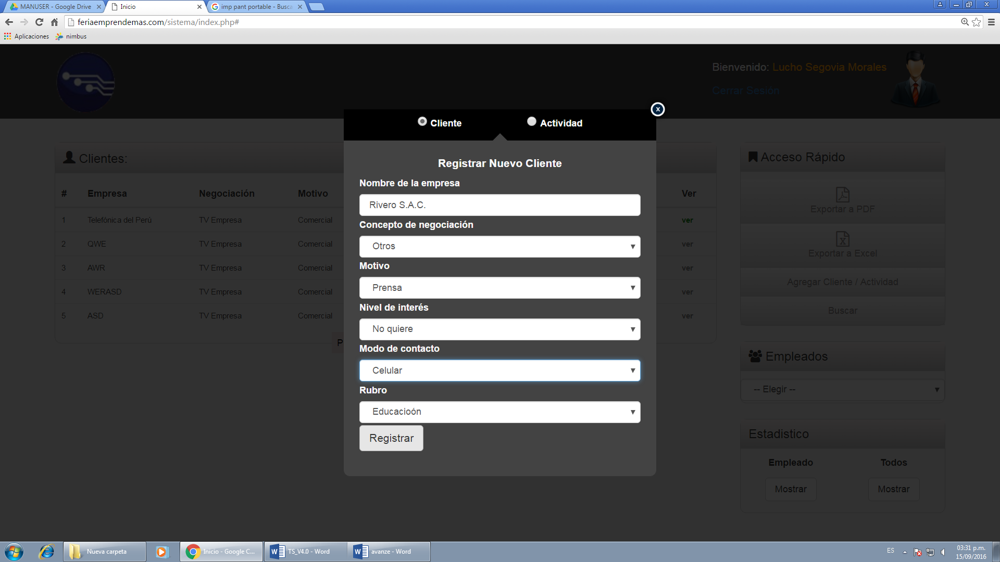 MANUSER - Google Drive
Inicio
imp pant portable - Busca
feriaemprendemas.com/sistema/index.php#
Aplicaciones
nimbus
Bienvenido: Lucho Segovia Morales
Cerrar Sesión
x
Cliente
Actividad
Registrar Nuevo Cliente
Nombre de la empresa
Rivero S.A.C.
Concepto de negociación
Otros
Motivo
Prensa
Nivel de interés
No quiere
Modo de contacto
Celular
Rubro
Educacioón
Registrar
Clientes:
# Empresa Negociación Motivo Ver
1 Telefónica del Perú TV Empresa Comercial ver
2 QWE TV Empresa Comercial ver
3 AWR TV Empresa Comercial ver
4 WERASD TV Empresa Comercial ver
5 ASD TV Empresa Comercial ver
P
Acceso Rápido
Exportar a PDF
Exportar a Excel
Agregar Cliente / Actividad
Buscar
Empleados
-- Elegir --
Estadistico
Empleado Todos
Mostrar Mostrar
Nueva carpeta
Inicio - Google C...
TS_V4.0 - Word
avanze - Word
ES
03:31 p.m.
15/09/2016